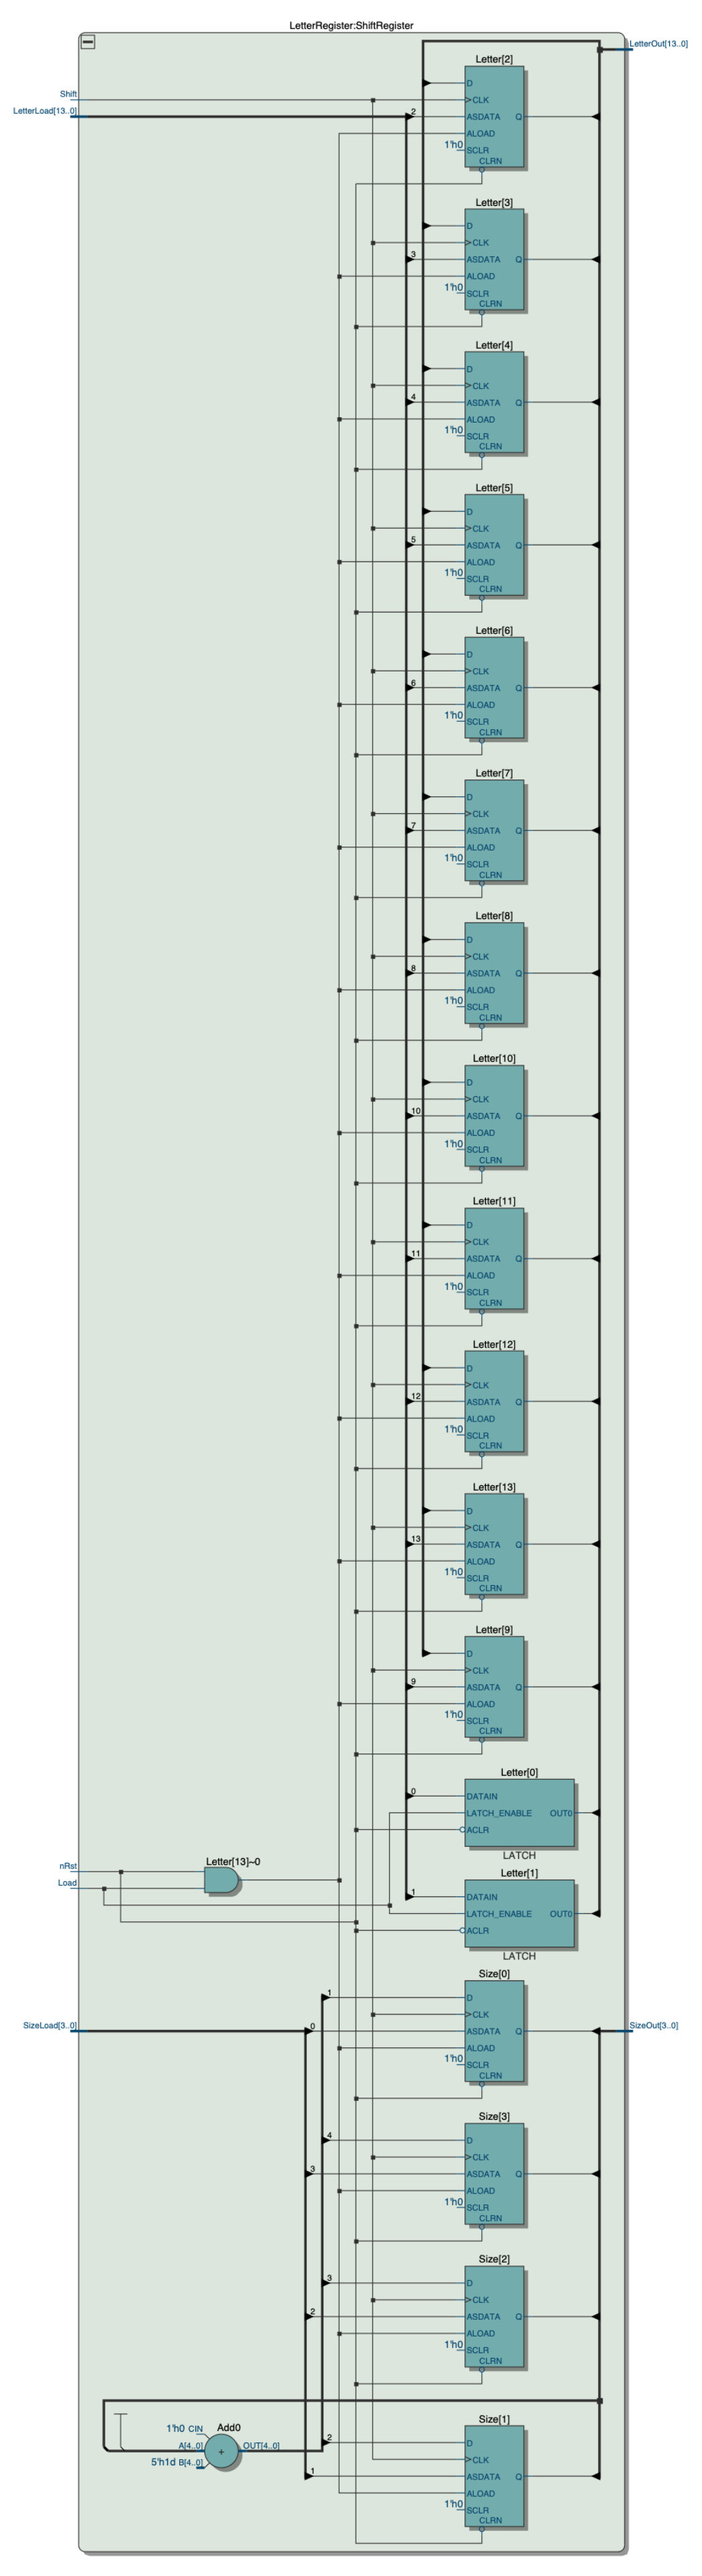 LetterRegister:ShiftRegister
LetterOut[13..0]
Letter[2]
D
Shift
CLK
LetterLoad[13..0]
2
ASDATA Q
ALOAD
1'h0
SCLR
CLRN
Letter[3]
D
CLK
3
ASDATA Q
ALOAD
1'h0
SCLR
CLRN
Letter[4]
D
CLK
4
ASDATA Q
ALOAD
1'h0
SCLR
CLRN
Letter[5]
D
CLK
5
ASDATA Q
ALOAD
1'h0
SCLR
CLRN
Letter[6]
D
CLK
6
ASDATA Q
ALOAD
1'h0
SCLR
CLRN
Letter[7]
D
CLK
7
ASDATA Q
ALOAD
1'h0
SCLR
CLRN
Letter[8]
D
CLK
8
ASDATA Q
ALOAD
1'h0
SCLR
CLRN
Letter[10]
D
CLK
10
ASDATA Q
ALOAD
1'h0
SCLR
CLRN
Letter[11]
D
CLK
11
ASDATA Q
ALOAD
1'h0
SCLR
CLRN
Letter[12]
D
CLK
12
ASDATA Q
ALOAD
1'h0
SCLR
CLRN
Letter[13]
D
CLK
13
ASDATA Q
ALOAD
1'h0
SCLR
CLRN
Letter[9]
D
CLK
9
ASDATA Q
ALOAD
1'h0
SCLR
CLRN
Letter[0]
0
DATAIN
LATCH_ENABLE OUT0
ACLR
LATCH
nRst
Letter[13]~0
Load
Letter[1]
1
DATAIN
LATCH_ENABLE OUT0
ACLR
LATCH
Size[0]
1
D
CLK
SizeLoad[3..0]
0
ASDATA Q
SizeOut[3..0]
ALOAD
1'h0
SCLR
CLRN
Size[3]
4
D
CLK
3
ASDATA Q
ALOAD
1'h0
SCLR
CLRN
Size[2]
3
D
CLK
2
ASDATA Q
ALOAD
1'h0
SCLR
CLRN
Size[1]
Add0
1'h0 CIN
2
D
A[4..0]
+
OUT[4..0]
CLK
5'h1d B[4..0]
1
ASDATA Q
ALOAD
1'h0
SCLR
CLRN